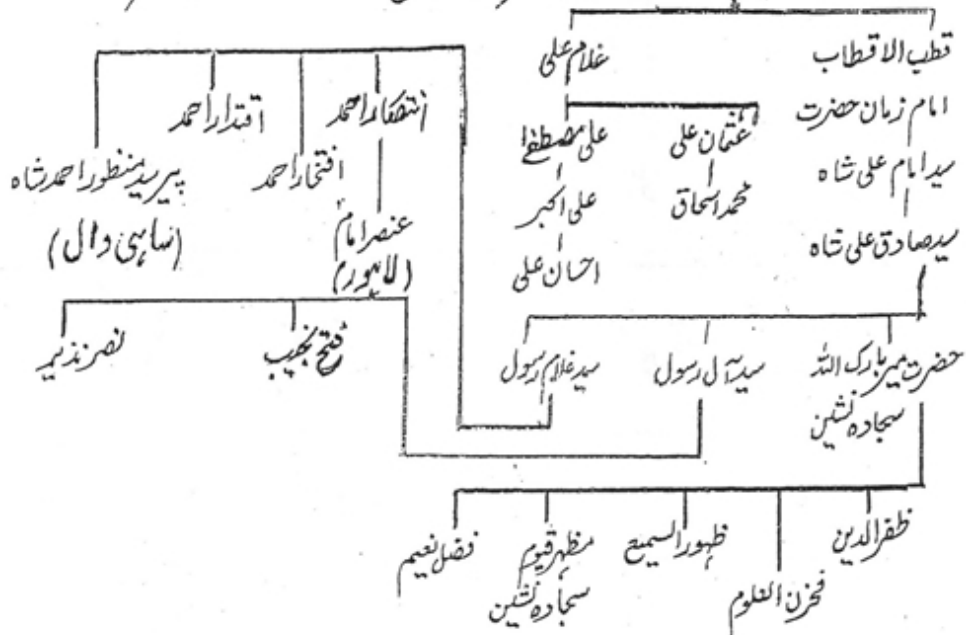 قطب الاقطاب
امام زمان حضرت
سید امام علی شاہ
سید صادق علی شاہ
غلام علی
عثمان علی
محمد اسحاق
علی مصطفےٰ
علی اکبر
احسان علی
حضرت میر بارک اللہ
سجادہ نشین
سید آل رسول
سید غلام رسول
انتصار احمد
عنصر امام
(لاہور)
افتخار احمد
اقتدار احمد
پیر سید منظور احمد شاہ
(ساہی وال)
فتح نجیب
نصر نذیر
ظفر الدین
مخزن العلوم
ظہور السمیع
مظہر قیوم
سجادہ نشین
فضل نعیم